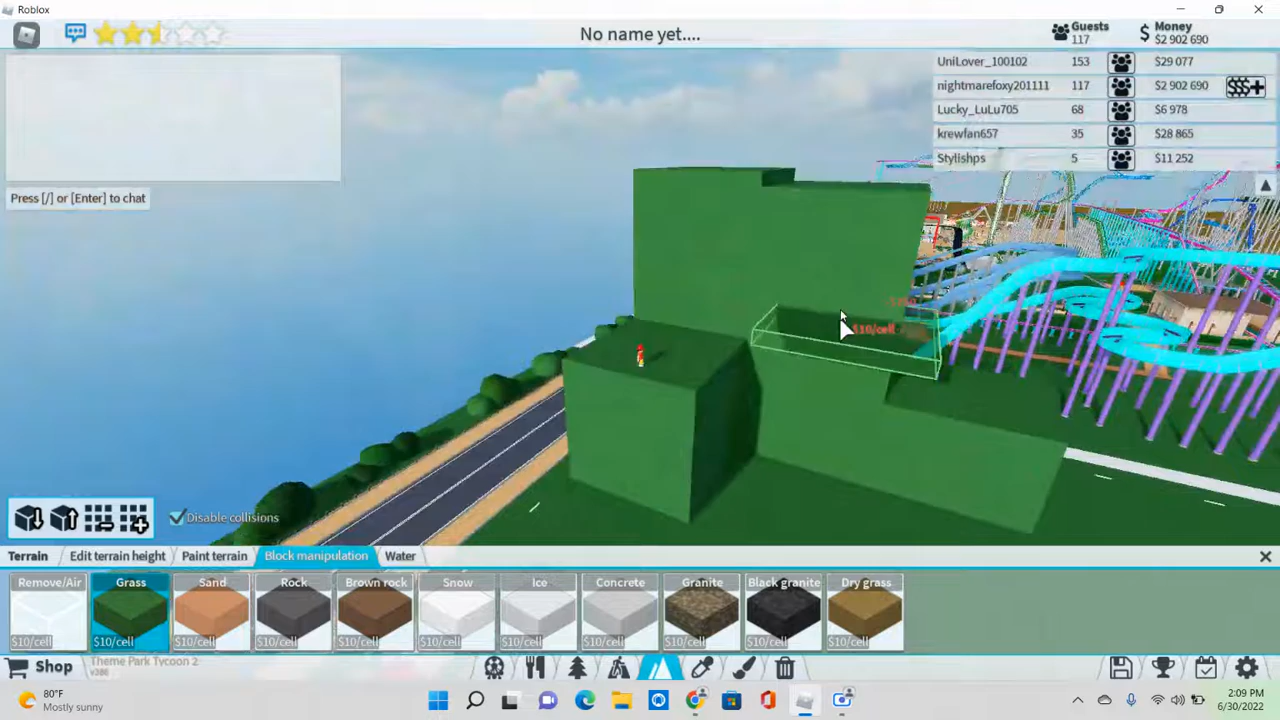 Roblox
No name yet....
Guests
117
Money
$2 902 690
UniLover_100102 153 $29 077
nightmarefoxy201111 117 $2 902 690
Lucky_LuLu705 68 $6 978
krewfan657 35 $28 865
Stylishps 5 $11 252
Press [/] or [Enter] to chat
$10/cell
Disable collisions
Terrain Edit terrain height Paint terrain Block manipulation Water
Remove/Air Grass Sand Rock Brown rock Snow Ice Concrete Granite Black granite Dry grass
$10/cell $10/cell $10/cell $10/cell $10/cell $10/cell $10/cell $10/cell $10/cell $10/cell $10/cell
Shop
Theme Park Tycoon 2
80°F
Mostly sunny
2:09 PM
6/30/2022